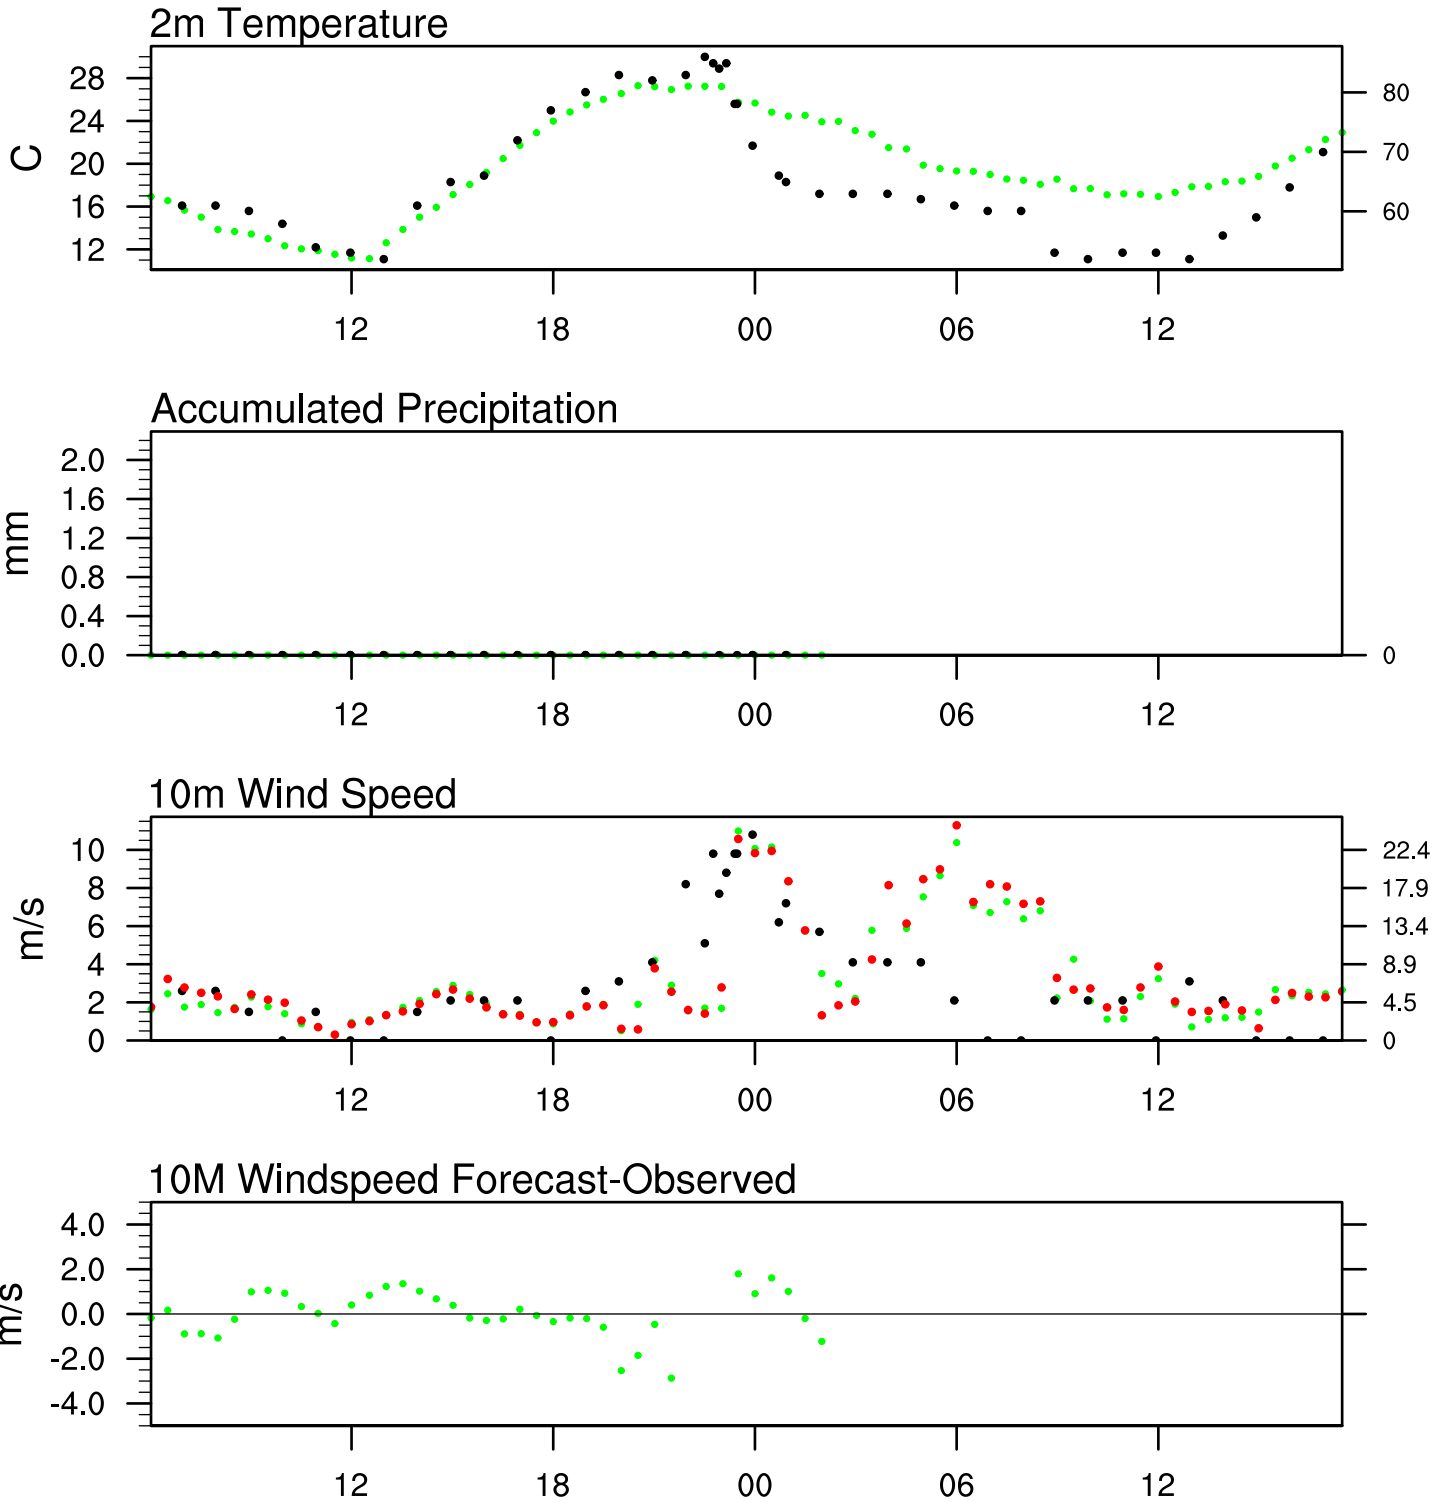 2m Temperature
28
24
20
16
12
C
80
70
60
12 18 00 06 12
Accumulated Precipitation
2.0
1.6
1.2
0.8
0.4
0.0
mm
0
12 18 00 06 12
10m Wind Speed
10
8
6
4
2
0
m/s
22.4
17.9
13.4
8.9
4.5
0
12 18 00 06 12
10M Windspeed Forecast-Observed
4.0
2.0
0.0
-2.0
-4.0
m/s
12 18 00 06 12